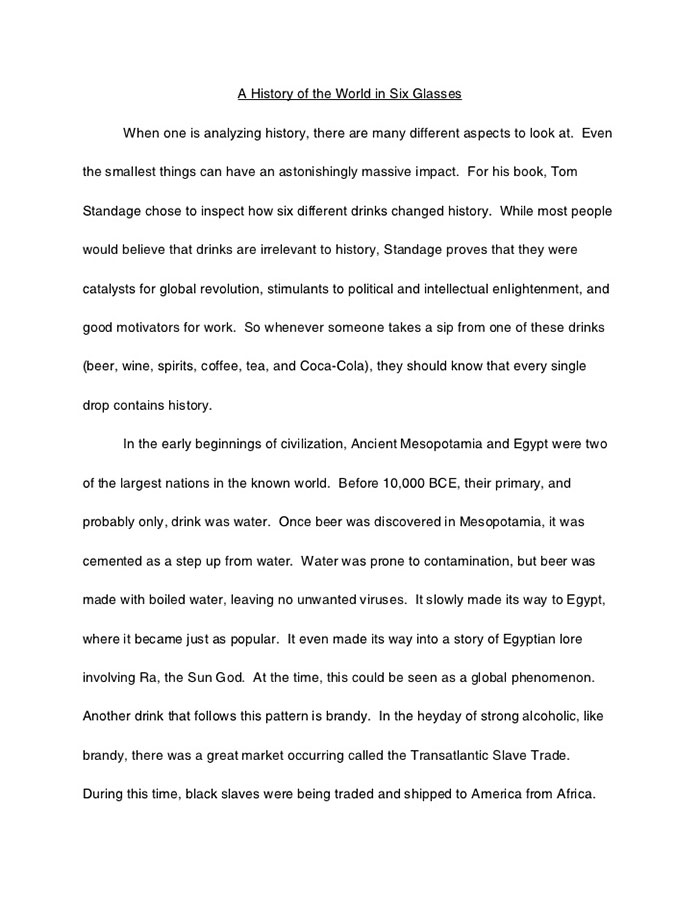 A History of the World in Six Glasses
When one is analyzing history, there are many different aspects to look at.  Even
the smallest things can have an astonishingly massive impact.  For his book, Tom
Standage chose to inspect how six different drinks changed history.  While most people
would believe that drinks are irrelevant to history, Standage proves that they were
catalysts for global revolution, stimulants to political and intellectual enlightenment, and
good motivators for work.  So whenever someone takes a sip from one of these drinks
(beer, wine, spirits, coffee, tea, and Coca-Cola), they should know that every single
drop contains history.
In the early beginnings of civilization, Ancient Mesopotamia and Egypt were two
of the largest nations in the known world.  Before 10,000 BCE, their primary, and
probably only, drink was water.  Once beer was discovered in Mesopotamia, it was
cemented as a step up from water.  Water was prone to contamination, but beer was
made with boiled water, leaving no unwanted viruses.  It slowly made its way to Egypt,
where it became just as popular.  It even made its way into a story of Egyptian lore
involving Ra, the Sun God.  At the time, this could be seen as a global phenomenon.
Another drink that follows this pattern is brandy.  In the heyday of strong alcoholic, like
brandy, there was a great market occurring called the Transatlantic Slave Trade.
During this time, black slaves were being traded and shipped to America from Africa.